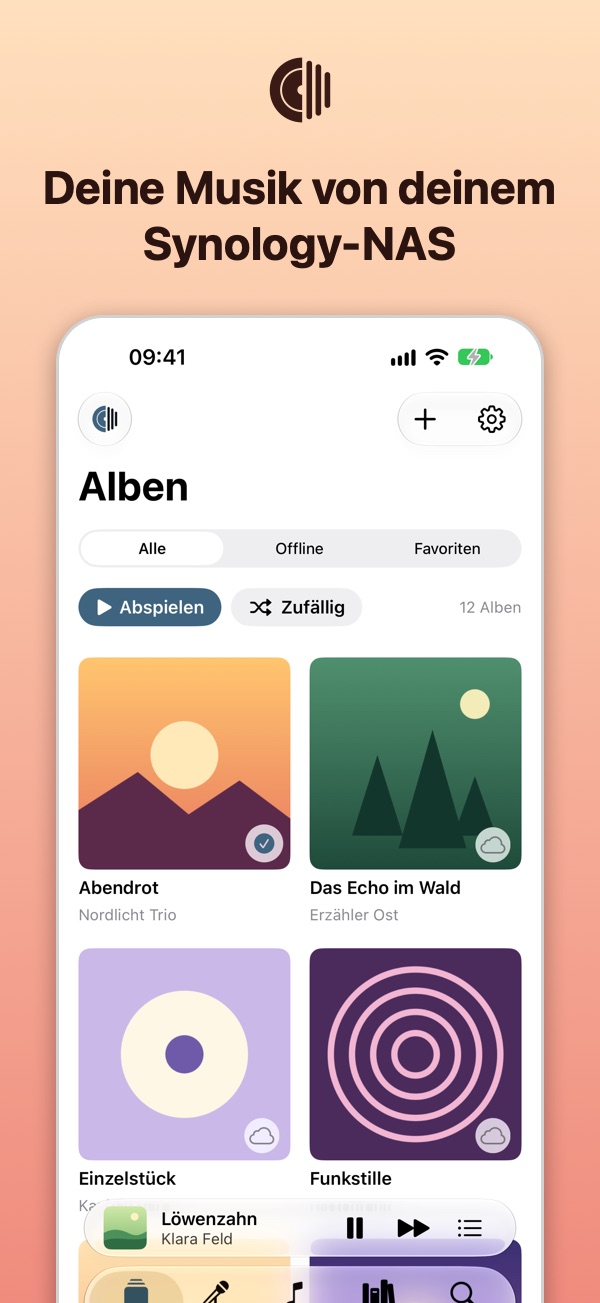 Deine Musik von deinem
Synology-NAS
09:41
Alben
Alle Offline Favoriten
Abspielen Zufällig 12 Alben
Abendrot Das Echo im Wald
Nordlicht Trio Erzähler Ost
Einzelstück Funkstille
Löwenzahn
Klara Feld